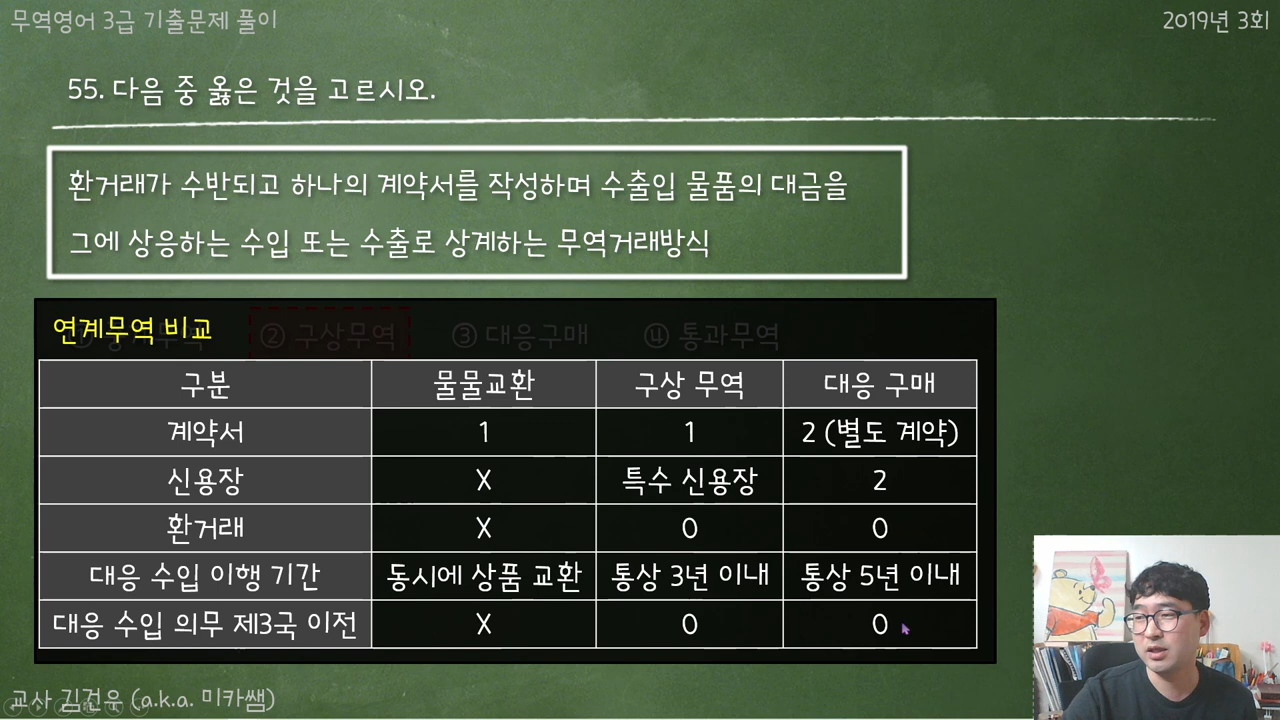 무역영어 3급 기출문제 풀이
2019년 3회
55. 다음 중 옳은 것을 고르시오.
환거래가 수반되고 하나의 계약서를 작성하며 수출입 물품의 대금을
그에 상응하는 수입 또는 수출로 상계하는 무역거래방식
연계무역 비교
② 구상무역 ③ 대응구매 ④ 통과무역
구분 물물교환 구상 무역 대응 구매
계약서 1 1 2 (별도 계약)
신용장 X 특수 신용장 2
환거래 X O O
대응 수입 이행 기간 동시에 상품 교환 통상 3년 이내 통상 5년 이내
대응 수입 의무 제3국 이전 X O O
교사 김건우 (a.k.a. 미카쌤)